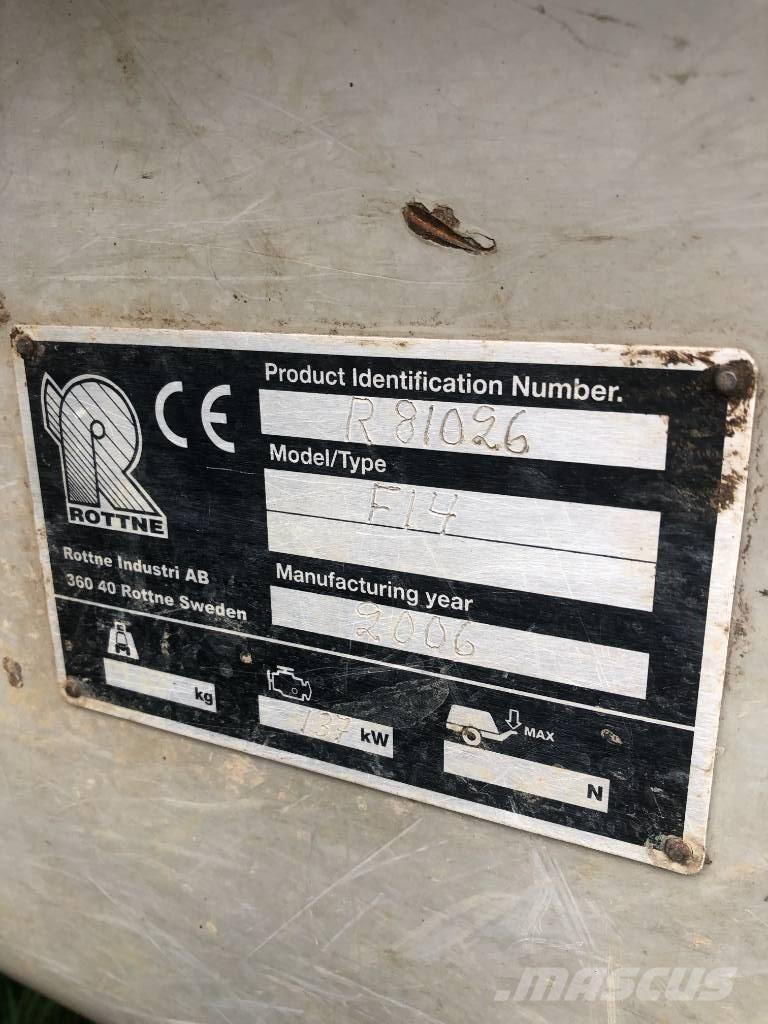 Product Identification Number.
R 81026
Model/Type
F14
Manufacturing year
2006
CE
ROTTNE
Rottne Industri AB
360 40 Rottne Sweden
kg
137 kW
MAX
N
MASCUS